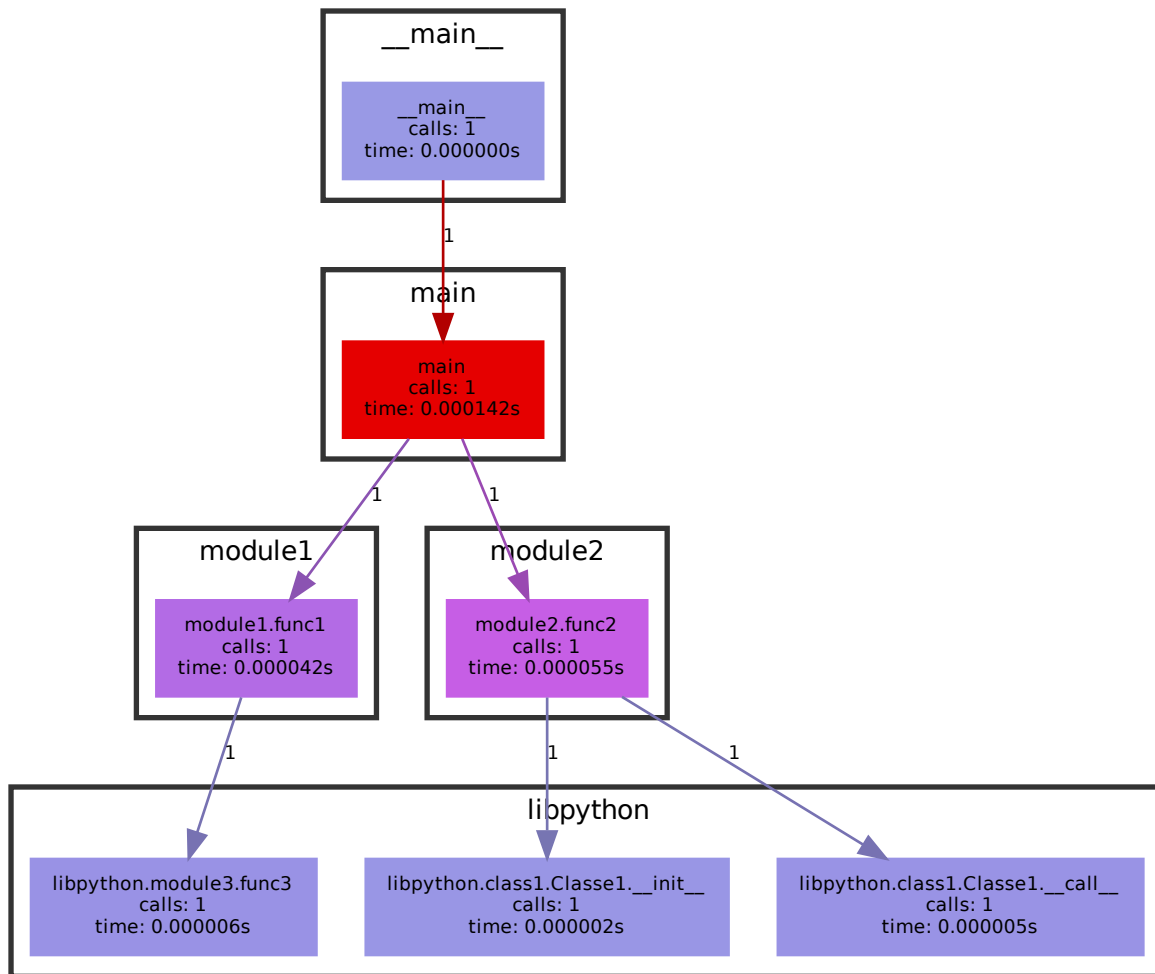 __main__
__main__
calls: 1
time: 0.000000s
1
main
main
calls: 1
time: 0.000142s
1
1
module1
module2
module1.func1
calls: 1
time: 0.000042s
module2.func2
calls: 1
time: 0.000055s
1
1
1
libpython
libpython.module3.func3
calls: 1
time: 0.000006s
libpython.class1.Classe1.__init__
calls: 1
time: 0.000002s
libpython.class1.Classe1.__call__
calls: 1
time: 0.000005s